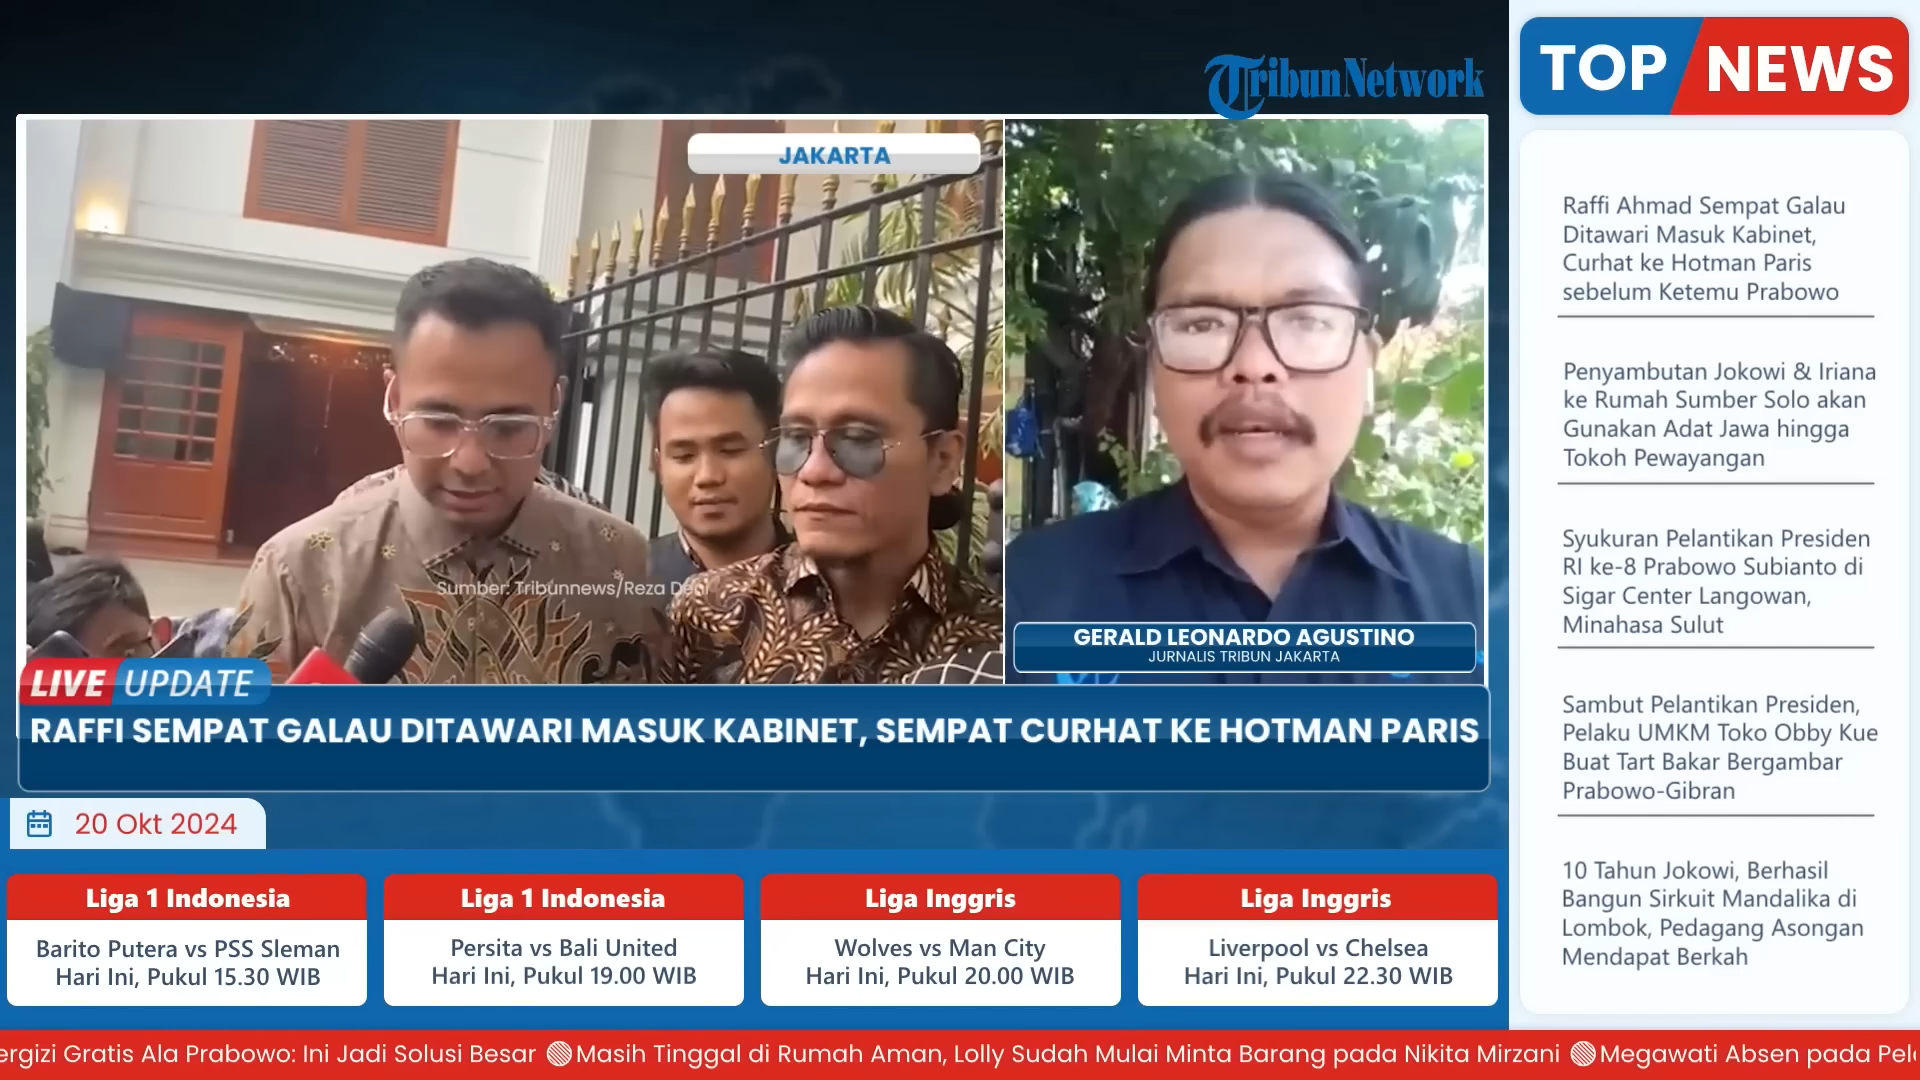 TribunNetwork
TOP NEWS
JAKARTA
Sumber: Tribunnews/Reza Deni
GERALD LEONARDO AGUSTINO
JURNALIS TRIBUN JAKARTA
LIVE UPDATE
RAFFI SEMPAT GALAU DITAWARI MASUK KABINET, SEMPAT CURHAT KE HOTMAN PARIS
20 Okt 2024
Raffi Ahmad Sempat Galau
Ditawari Masuk Kabinet,
Curhat ke Hotman Paris
sebelum Ketemu Prabowo
Penyambutan Jokowi & Iriana
ke Rumah Sumber Solo akan
Gunakan Adat Jawa hingga
Tokoh Pewayangan
Syukuran Pelantikan Presiden
RI ke-8 Prabowo Subianto di
Sigar Center Langowan,
Minahasa Sulut
Sambut Pelantikan Presiden,
Pelaku UMKM Toko Obby Kue
Buat Tart Bakar Bergambar
Prabowo-Gibran
10 Tahun Jokowi, Berhasil
Bangun Sirkuit Mandalika di
Lombok, Pedagang Asongan
Mendapat Berkah
Liga 1 Indonesia
Barito Putera vs PSS Sleman
Hari Ini, Pukul 15.30 WIB
Liga 1 Indonesia
Persita vs Bali United
Hari Ini, Pukul 19.00 WIB
Liga Inggris
Wolves vs Man City
Hari Ini, Pukul 20.00 WIB
Liga Inggris
Liverpool vs Chelsea
Hari Ini, Pukul 22.30 WIB
ergizi Gratis Ala Prabowo: Ini Jadi Solusi Besar Masih Tinggal di Rumah Aman, Lolly Sudah Mulai Minta Barang pada Nikita Mirzani Megawati Absen pada Pel